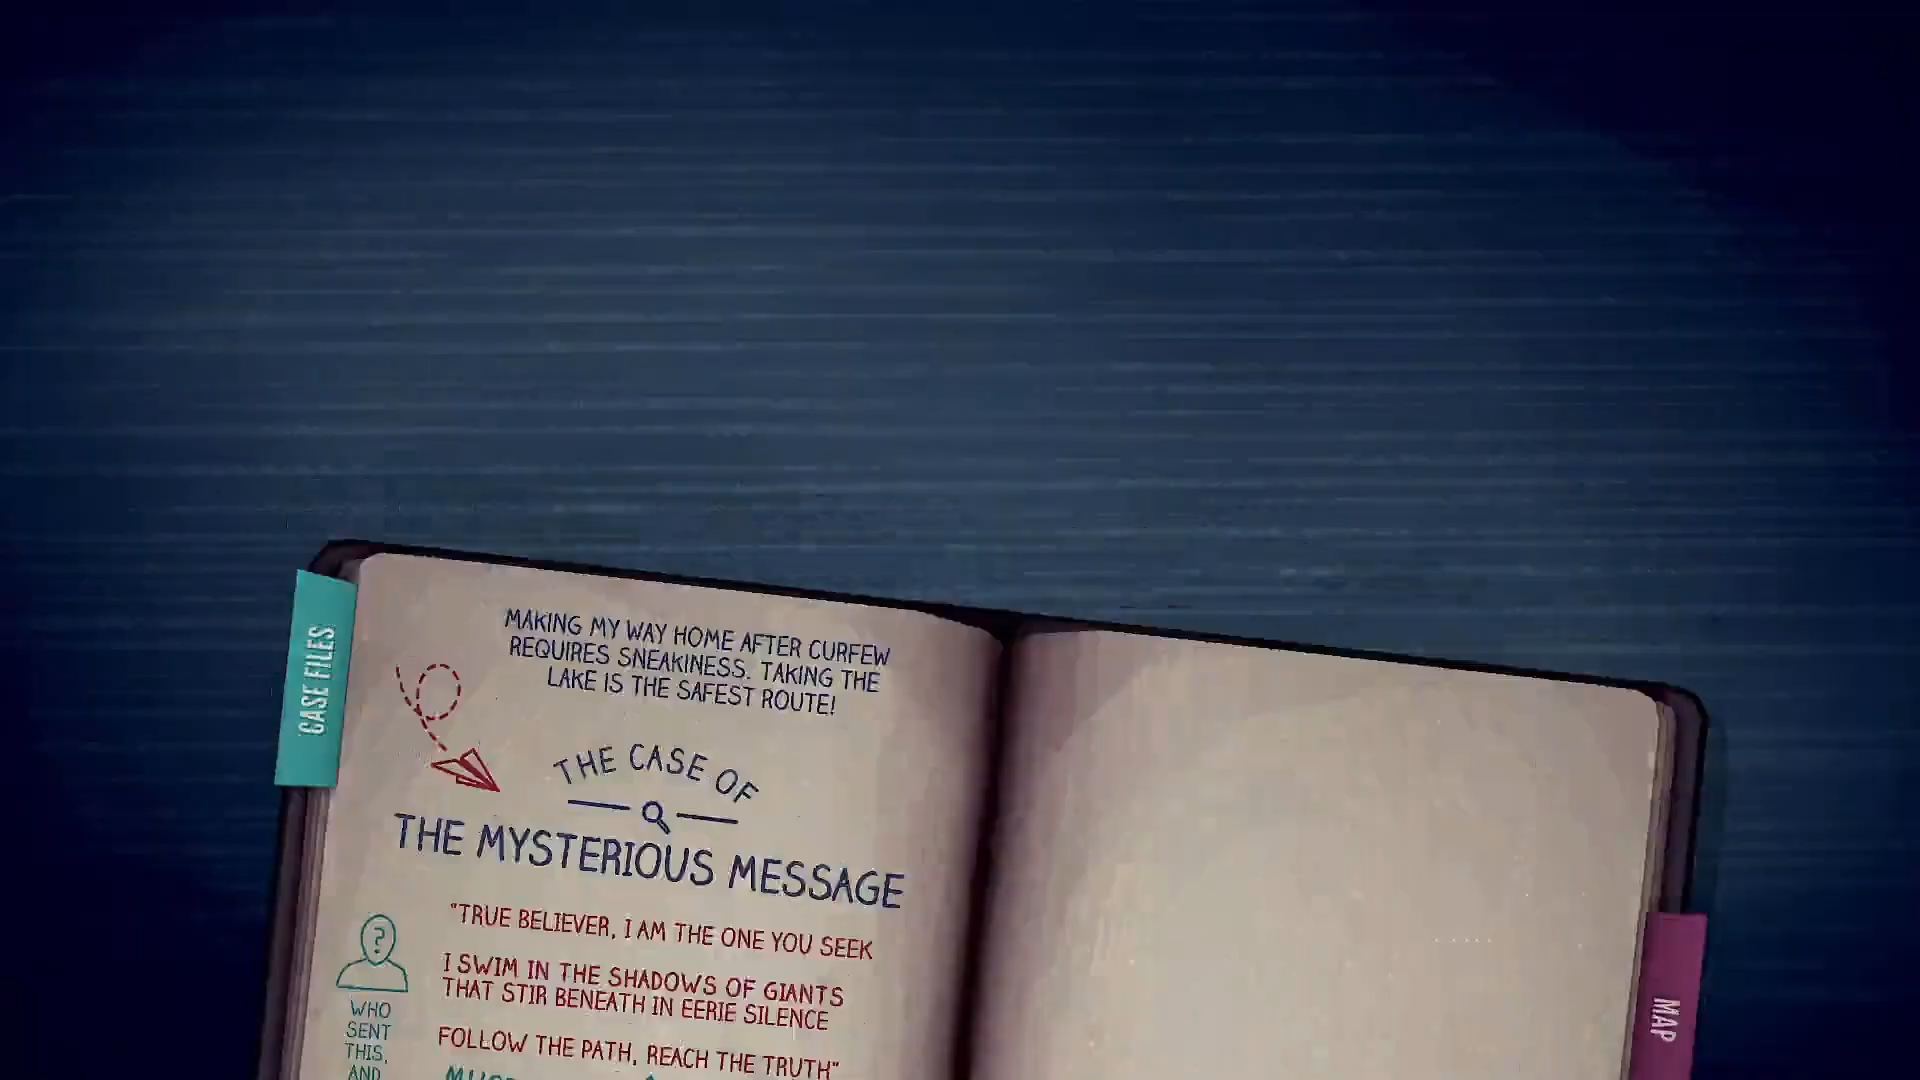 MAKING MY WAY HOME AFTER CURFEW
REQUIRES SNEAKINESS. TAKING THE
LAKE IS THE SAFEST ROUTE!
CASE FILES
THE CASE OF
THE MYSTERIOUS MESSAGE
"TRUE BELIEVER, I AM THE ONE YOU SEEK
I SWIM IN THE SHADOWS OF GIANTS
THAT STIR BENEATH IN EERIE SILENCE
FOLLOW THE PATH, REACH THE TRUTH"
?
WHO
SENT
THIS,
AND
MAP